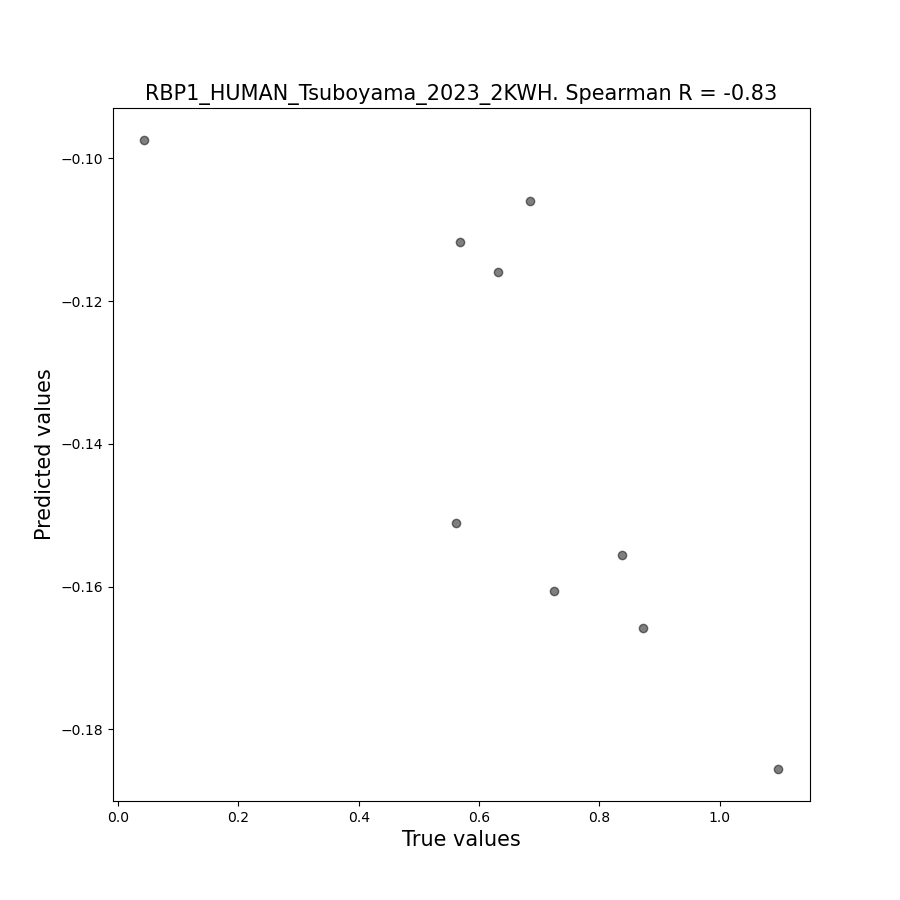 RBP1_HUMAN_Tsuboyama_2023_2KWH. Spearman R = -0.83
Predicted values
−0.10
−0.12
−0.14
−0.16
−0.18
0.0 0.2 0.4 0.6 0.8 1.0
True values